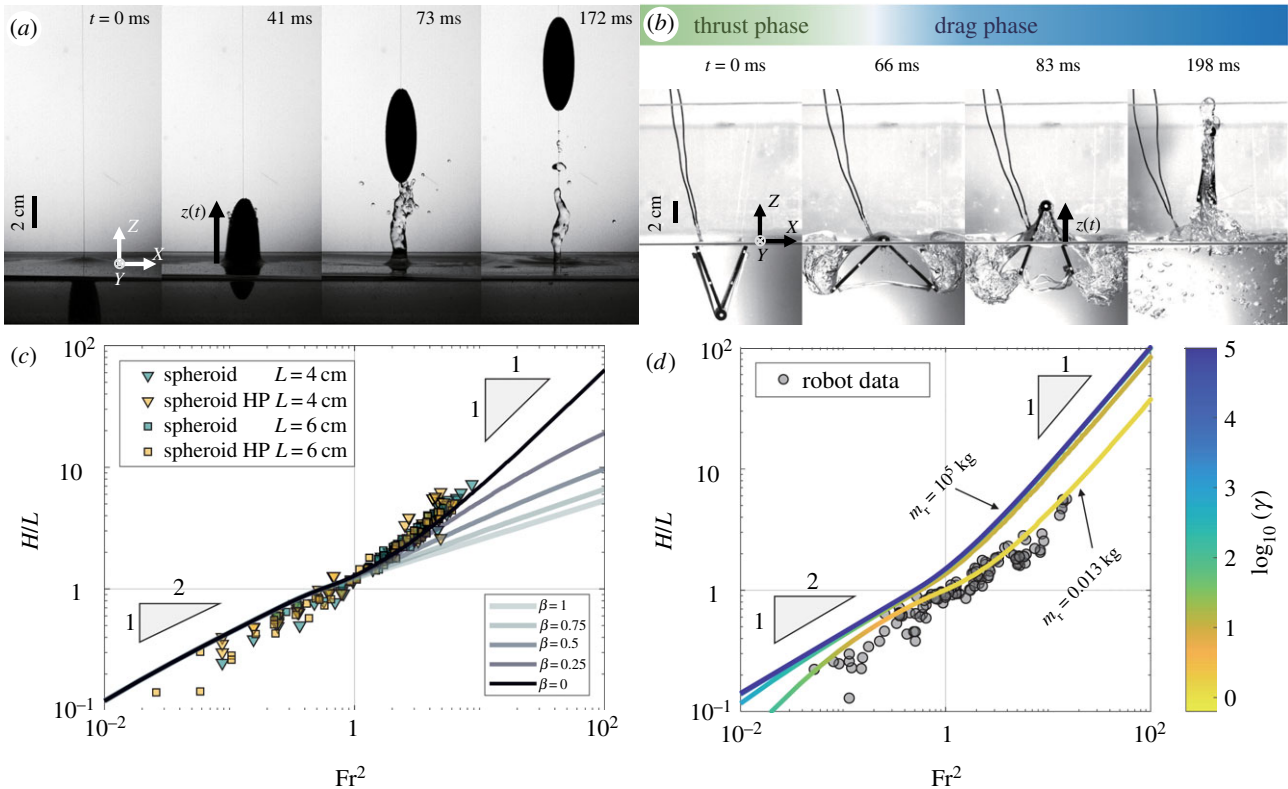 (a)
t = 0 ms
41 ms
73 ms
172 ms
2 cm
z(t)
Z
X
Y
(b)
thrust phase
drag phase
t = 0 ms
66 ms
83 ms
198 ms
2 cm
Z
X
Y
z(t)
(c)
10²
10
1
10⁻¹
H/L
spheroid L = 4 cm
spheroid HP L = 4 cm
spheroid L = 6 cm
spheroid HP L = 6 cm
1
1
2
1
β = 1
β = 0.75
β = 0.5
β = 0.25
β = 0
10⁻²
1
10²
Fr²
(d)
10²
10
1
10⁻¹
H/L
robot data
1
1
2
1
mᵣ = 10⁵ kg
mᵣ = 0.013 kg
10⁻²
1
10²
Fr²
5
4
3
2
1
0
log₁₀ (γ)